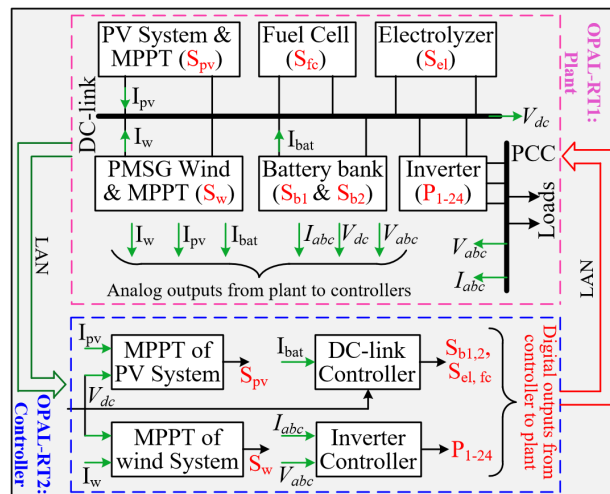 PV System &
MPPT (Spv)
Fuel Cell
(Sfc)
Electrolyzer
(Sel)
OPAL-RT1:
Plant
DC-link
Ipv
Iw
Ibat
Vdc
PMSG Wind
& MPPT (Sw)
Battery bank
(Sb1 & Sb2)
Inverter
(P1-24)
PCC
Loads
Iw
Ipv
Ibat
Iabc
Vdc
Vabc
Vabc
Iabc
Analog outputs from plant to controllers
LAN
LAN
OPAL-RT2:
Controller
Ipv
MPPT of
PV System
Spv
Ibat
DC-link
Controller
Sb1,2,
Sel, fc
Vdc
MPPT of
wind System
Iw
Sw
Iabc
Vabc
Inverter
Controller
P1-24
Digital outputs from
controller to plant